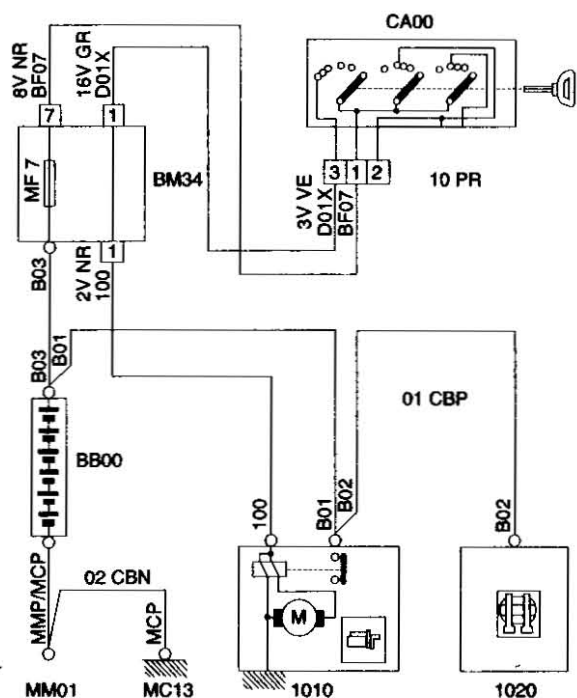 CA00
8V NR
BF07
16V GR
D01X
7
1
MF 7
BM34
3
1
2
10 PR
3V VE
D01X
BF07
1
B03
2V NR
100
B03
B01
01 CBP
BB00
100
B01
B02
B02
MMP/MCP
02 CBN
MCP
M
MM01
MC13
1010
1020